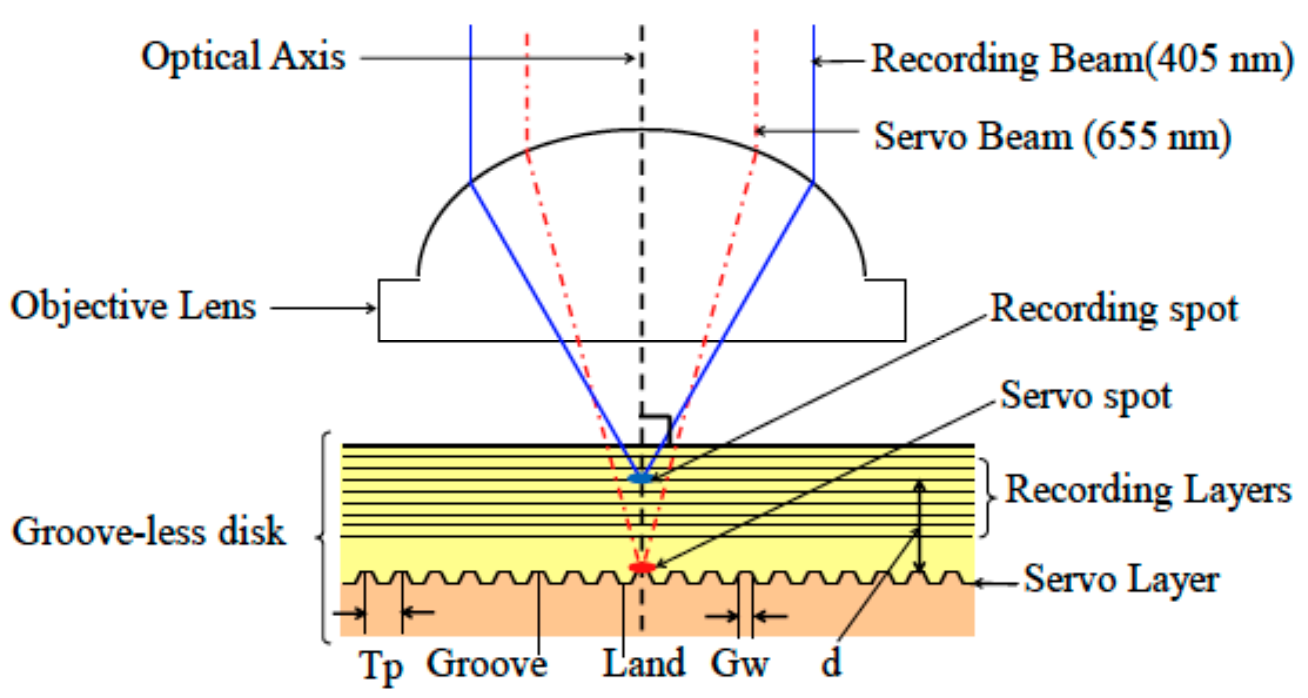 Optical Axis
Recording Beam(405 nm)
Servo Beam (655 nm)
Objective Lens
Recording spot
Servo spot
Recording Layers
Groove-less disk
Servo Layer
Tp
Groove
Land
Gw
d